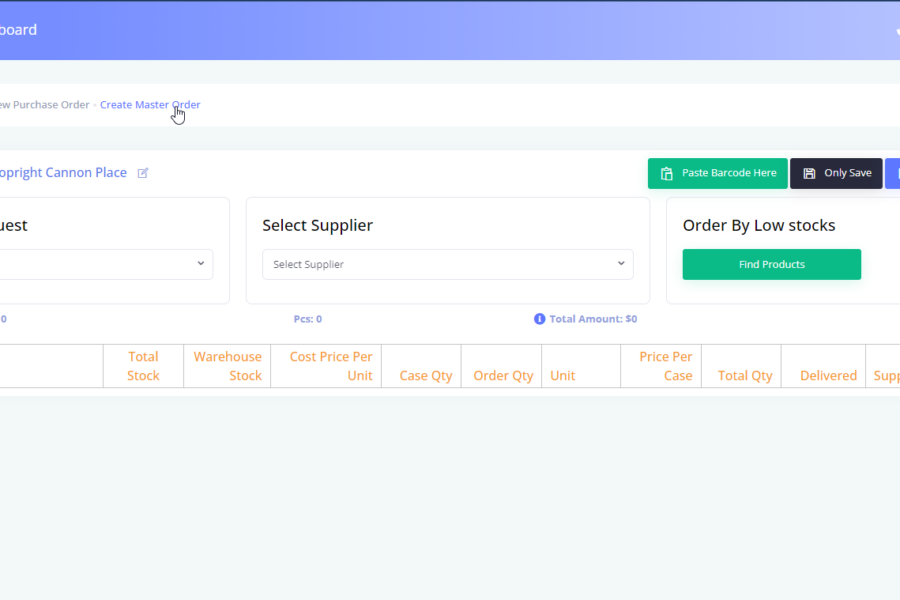 board
ew Purchase Order - Create Master Order
opright Cannon Place
Paste Barcode Here
Only Save
uest
Select Supplier
Order By Low stocks
Select Supplier
Find Products
0
Pcs: 0
Total Amount: $0
Total Stock
Warehouse Stock
Cost Price Per Unit
Case Qty
Order Qty
Unit
Price Per Case
Total Qty
Delivered
Supp